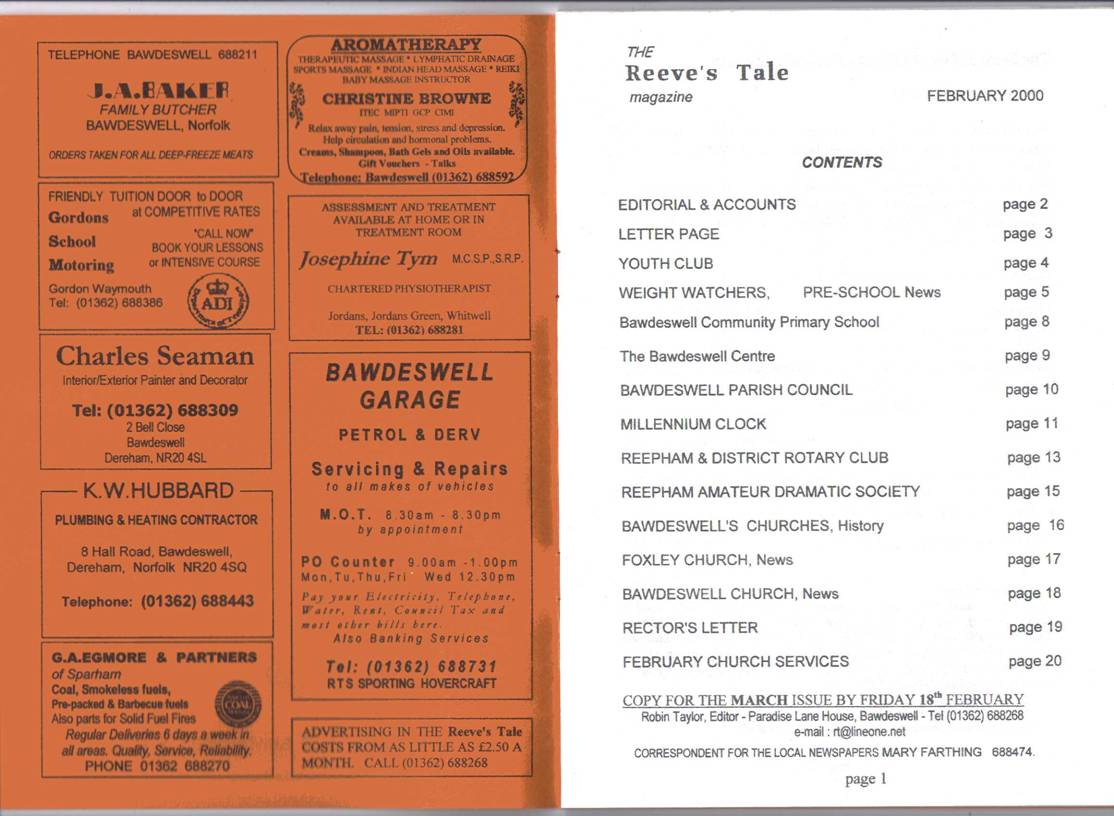 TELEPHONE BAWDESWELL 688211
J.A.BAKER
FAMILY BUTCHER
BAWDESWELL, Norfolk
ORDERS TAKEN FOR ALL DEEP-FREEZE MEATS
FRIENDLY TUITION DOOR to DOOR
at COMPETITIVE RATES
Gordons
School
Motoring
"CALL NOW"
BOOK YOUR LESSONS
or INTENSIVE COURSE
Gordon Waymouth
Tel: (01362) 688386
ADI
Charles Seaman
Interior/Exterior Painter and Decorator
Tel: (01362) 688309
2 Bell Close
Bawdeswell
Dereham, NR20 4SL
K.W.HUBBARD
PLUMBING & HEATING CONTRACTOR
8 Hall Road, Bawdeswell,
Dereham, Norfolk NR20 4SQ
Telephone: (01362) 688443
G.A.EGMORE & PARTNERS
of Sparham
Coal, Smokeless fuels,
Pre-packed & Barbecue fuels
Also parts for Solid Fuel Fires
Regular Deliveries 6 days a week in
all areas. Quality, Service, Reliability.
PHONE 01362 688270
COAL
AROMATHERAPY
THERAPEUTIC MASSAGE * LYMPHATIC DRAINAGE
SPORTS MASSAGE * INDIAN HEAD MASSAGE * REIKI
BABY MASSAGE INSTRUCTOR
CHRISTINE BROWNE
ITEC MIPTI GCP CIMI
Relax away pain, tension, stress and depression.
Help circulation and hormonal problems.
Creams, Shampoos, Bath Gels and Oils available.
Gift Vouchers - Talks
Telephone: Bawdeswell (01362) 688592
ASSESSMENT AND TREATMENT
AVAILABLE AT HOME OR IN
TREATMENT ROOM
Josephine Tym M.C.S.P.,S.R.P.
CHARTERED PHYSIOTHERAPIST
Jordans, Jordans Green, Whitwell
TEL: (01362) 688281
BAWDESWELL
GARAGE
PETROL & DERV
Servicing & Repairs
to all makes of vehicles
M.O.T. 8.30am - 8.30pm
by appointment
PO Counter 9.00am -1.00pm
Mon,Tu,Thu,Fri Wed 12.30pm
Pay your Electricity, Telephone,
Water, Rent, Council Tax and
most other bills here.
Also Banking Services
Tel: (01362) 688731
RTS SPORTING HOVERCRAFT
ADVERTISING IN THE Reeve's Tale
COSTS FROM AS LITTLE AS £2.50 A
MONTH. CALL (01362) 688268
THE
Reeve's Tale
magazine FEBRUARY 2000
CONTENTS
EDITORIAL & ACCOUNTS page 2
LETTER PAGE page 3
YOUTH CLUB page 4
WEIGHT WATCHERS, PRE-SCHOOL News page 5
Bawdeswell Community Primary School page 8
The Bawdeswell Centre page 9
BAWDESWELL PARISH COUNCIL page 10
MILLENNIUM CLOCK page 11
REEPHAM & DISTRICT ROTARY CLUB page 13
REEPHAM AMATEUR DRAMATIC SOCIETY page 15
BAWDESWELL'S CHURCHES, History page 16
FOXLEY CHURCH, News page 17
BAWDESWELL CHURCH, News page 18
RECTOR'S LETTER page 19
FEBRUARY CHURCH SERVICES page 20
COPY FOR THE MARCH ISSUE BY FRIDAY 18th FEBRUARY
Robin Taylor, Editor - Paradise Lane House, Bawdeswell - Tel (01362) 688268
e-mail : rt@lineone.net
CORRESPONDENT FOR THE LOCAL NEWSPAPERS MARY FARTHING 688474.
page 1